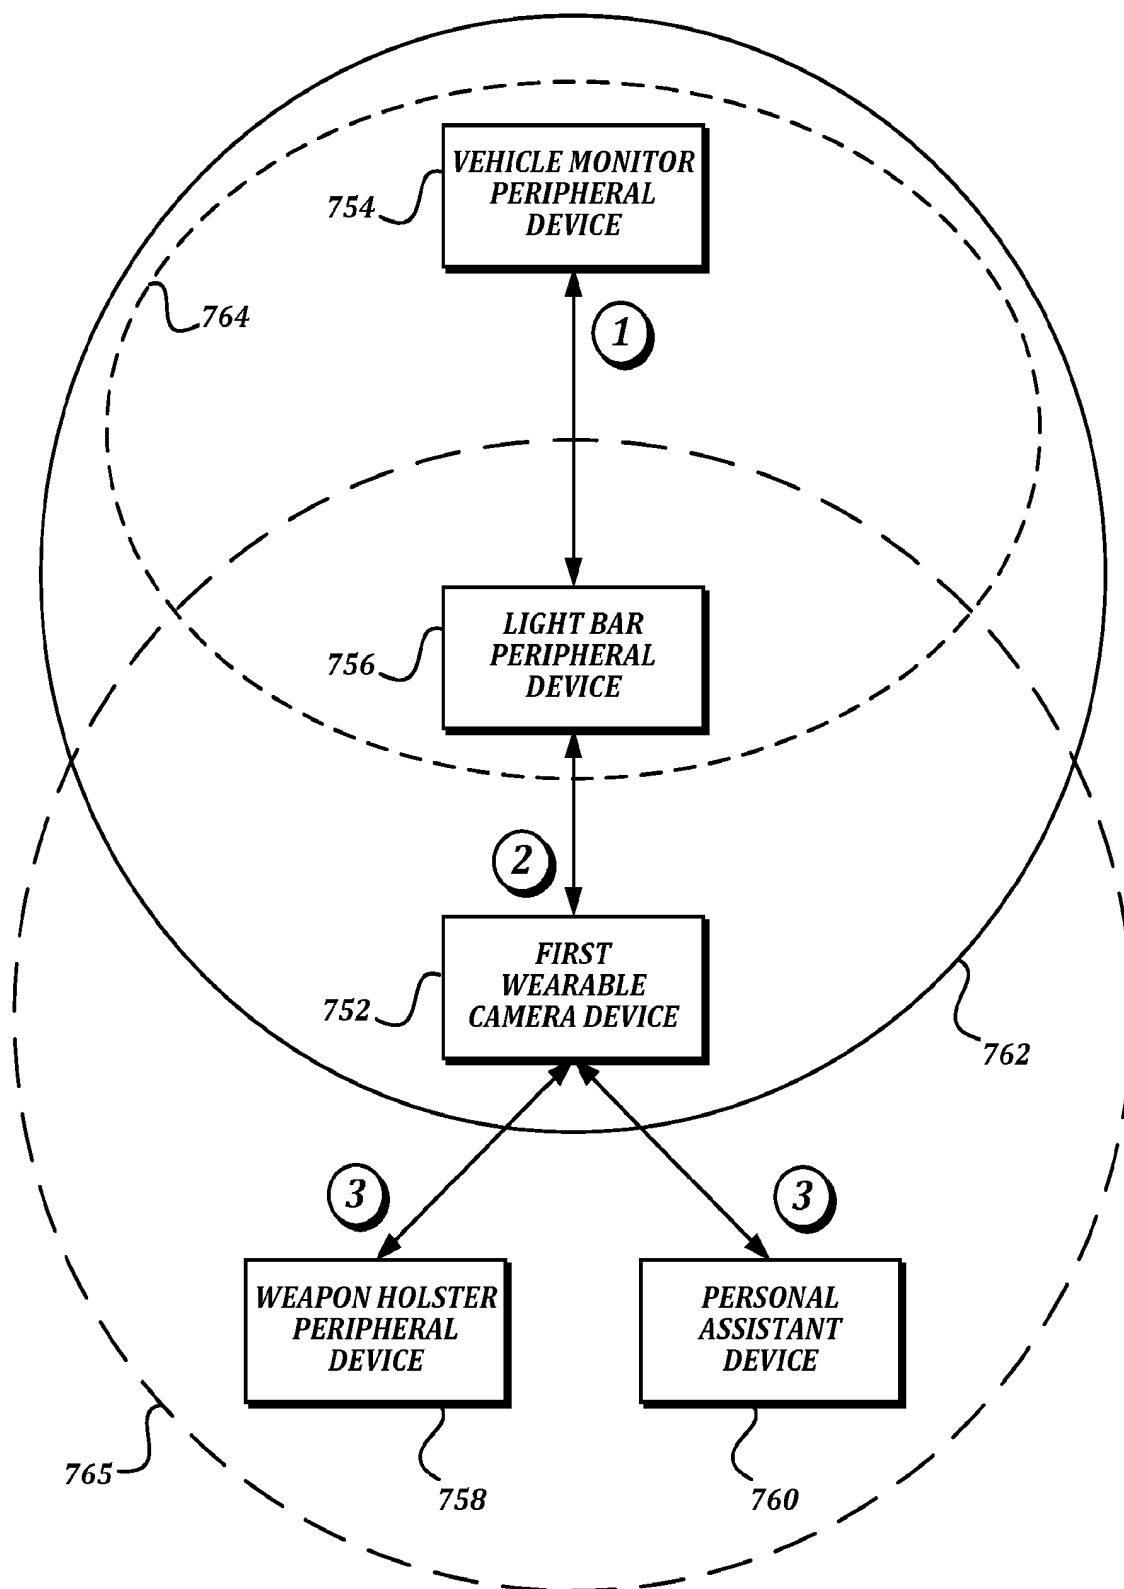 VEHICLE MONITOR
PERIPHERAL
DEVICE
754
764
1
LIGHT BAR
PERIPHERAL
DEVICE
756
2
FIRST
WEARABLE
CAMERA DEVICE
752
762
3
3
WEAPON HOLSTER
PERIPHERAL
DEVICE
PERSONAL
ASSISTANT
DEVICE
765
758
760